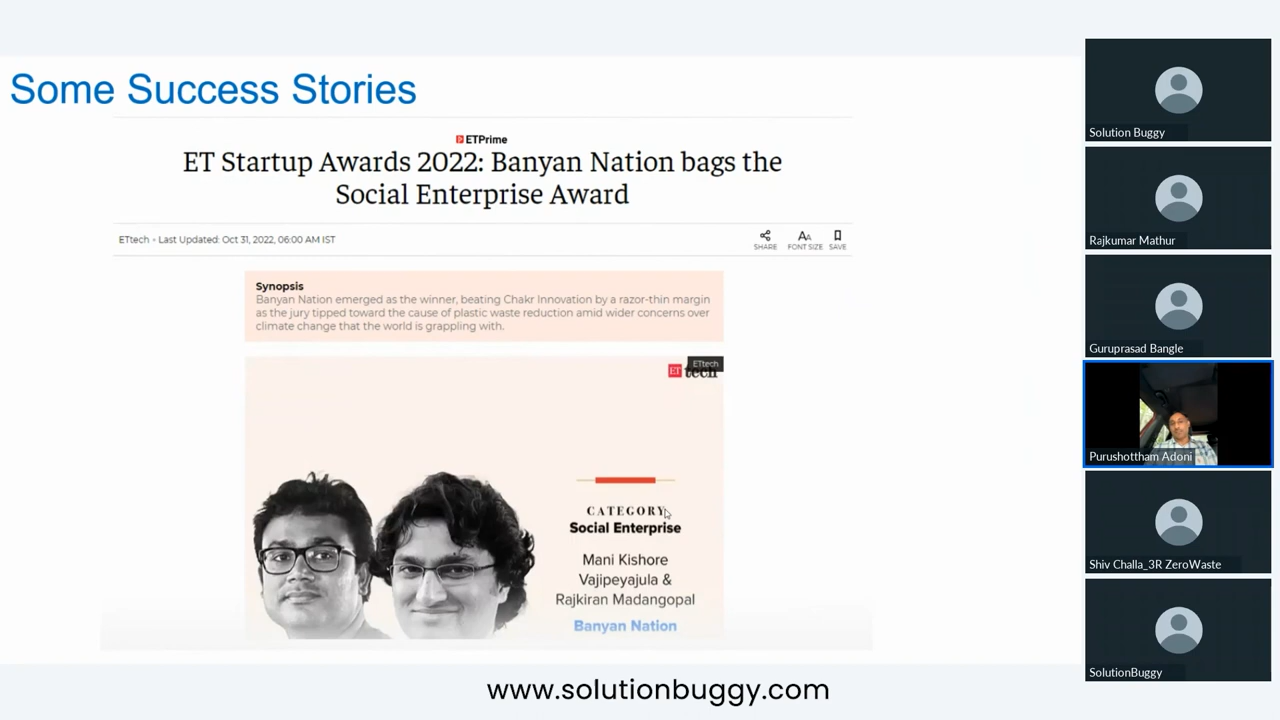 Some Success Stories
ETPrime
ET Startup Awards 2022: Banyan Nation bags the
Social Enterprise Award
ETtech • Last Updated: Oct 31, 2022, 06:00 AM IST
SHARE
FONT SIZE
SAVE
Synopsis
Banyan Nation emerged as the winner, beating Chakr Innovation by a razor-thin margin
as the jury tipped toward the cause of plastic waste reduction amid wider concerns over
climate change that the world is grappling with.
ETtech
ET tech
CATEGORY
Social Enterprise
Mani Kishore
Vajipeyajula &
Rajkiran Madangopal
Banyan Nation
Solution Buggy
Rajkumar Mathur
Guruprasad Bangle
Purushottham Adoni
Shiv Challa_3R ZeroWaste
SolutionBuggy
www.solutionbuggy.com